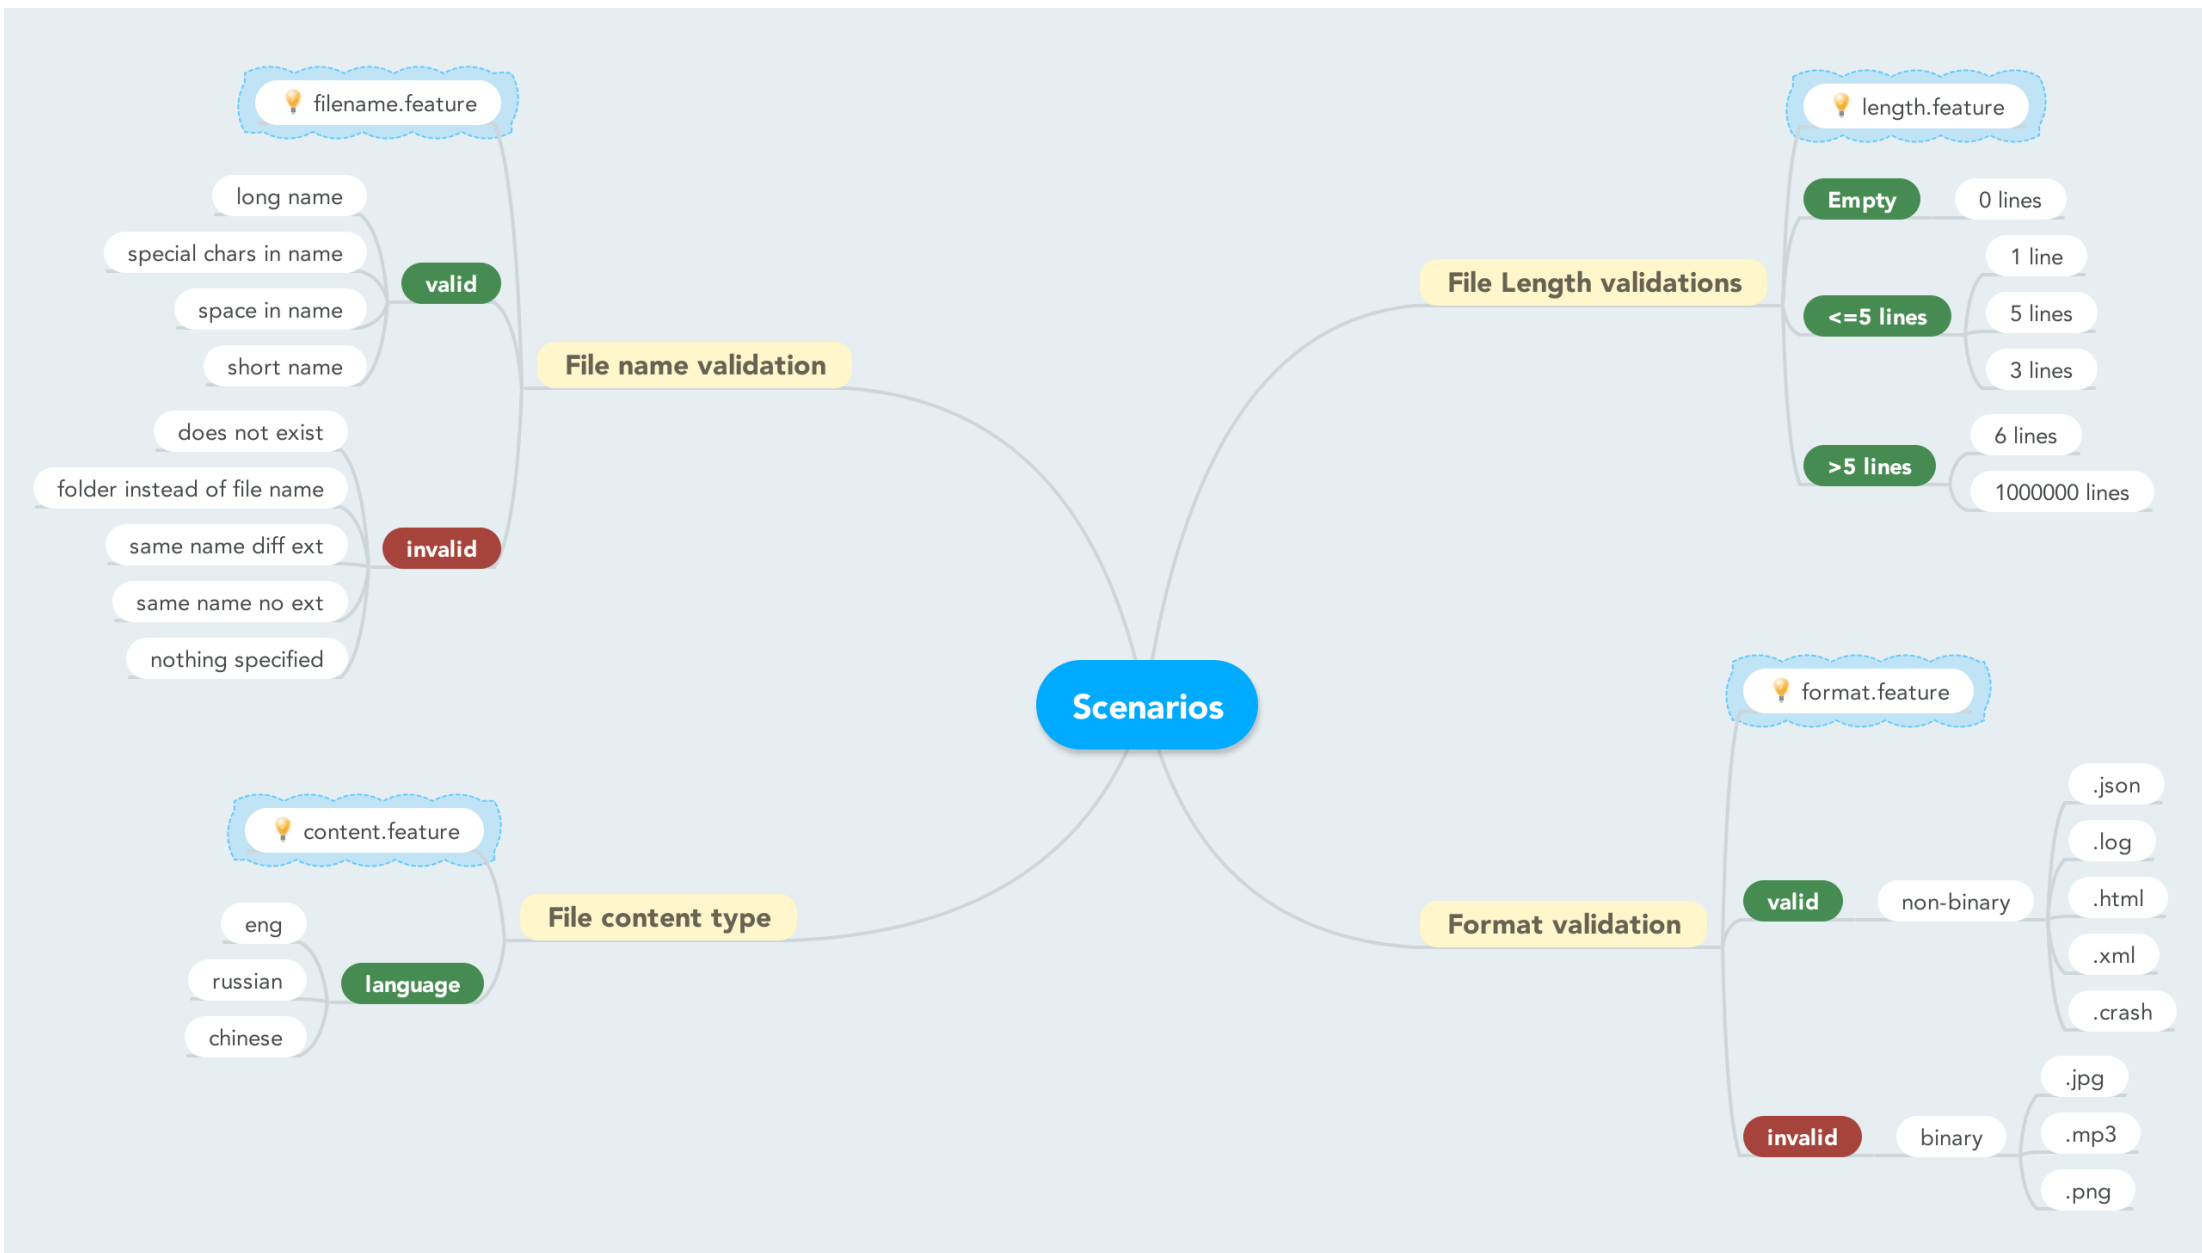 filename.feature
long name
special chars in name
space in name
short name
valid
does not exist
folder instead of file name
same name diff ext
same name no ext
nothing specified
invalid
File name validation
content.feature
eng
russian
chinese
language
File content type
Scenarios
length.feature
Empty
0 lines
File Length validations
<=5 lines
1 line
5 lines
3 lines
>5 lines
6 lines
1000000 lines
format.feature
Format validation
valid
non-binary
.json
.log
.html
.xml
.crash
invalid
binary
.jpg
.mp3
.png